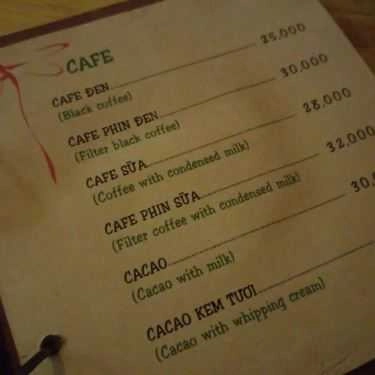 CAFE
CAFE ĐEN 25,000
(Black coffee)
CAFE PHIN ĐEN 30,000
(Filter black coffee)
CAFE SỮA 28,000
(Coffee with condensed milk)
CAFE PHIN SỮA 32,000
(Filter coffee with condensed milk)
CACAO
(Cacao with milk)
CACAO KEM TƯƠI
(Cacao with whipping cream)